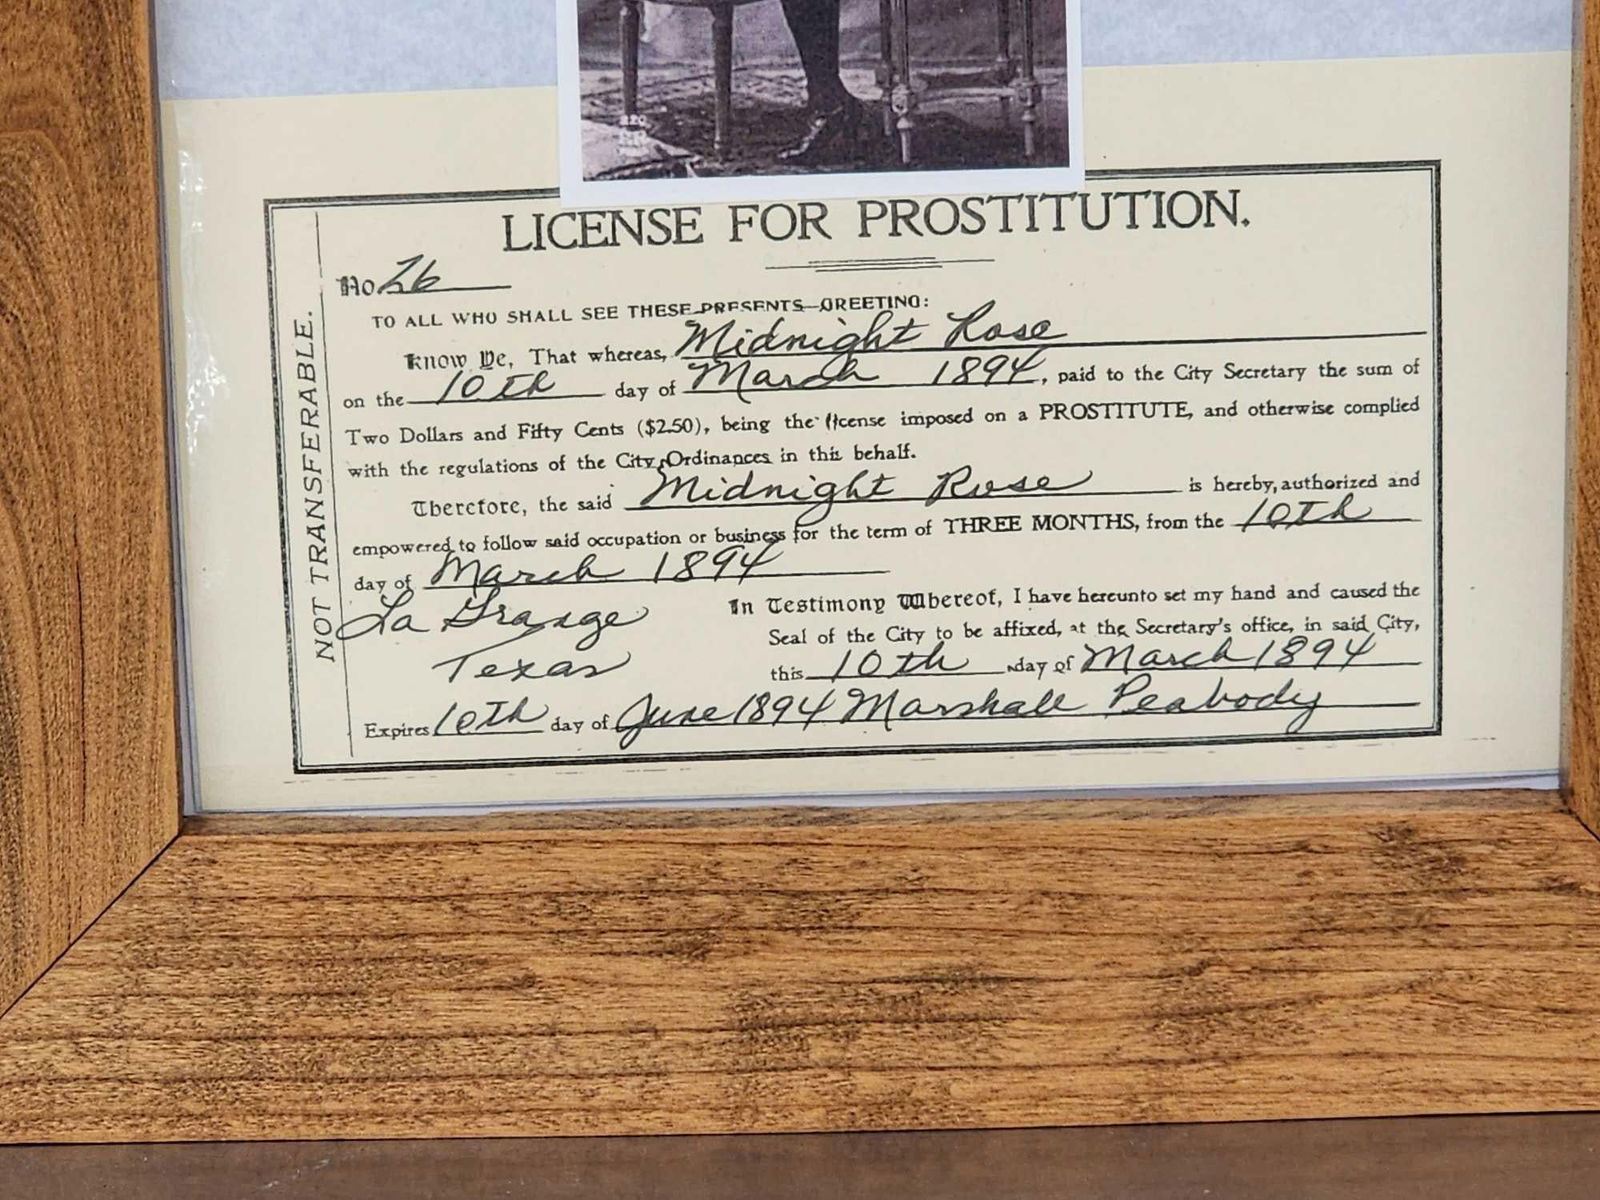 220
LICENSE FOR PROSTITUTION.
No 26
TO ALL WHO SHALL SEE THESE PRESENTS—GREETING:
Know Ye, That whereas, Midnight Rose
on the 10th day of March 1894, paid to the City Secretary the sum of
Two Dollars and Fifty Cents ($2.50), being the license imposed on a PROSTITUTE, and otherwise complied
with the regulations of the City Ordinances in this behalf.
Therefore, the said Midnight Rose is hereby, authorized and
empowered to follow said occupation or business for the term of THREE MONTHS, from the 10th
day of March 1894
La Grange
Texas
In Testimony Whereof, I have hereunto set my hand and caused the
Seal of the City to be affixed, at the Secretary's office, in said City,
this 10th day of March 1894
Expires 10th day of June 1894 Marshall Peabody
NOT TRANSFERABLE.